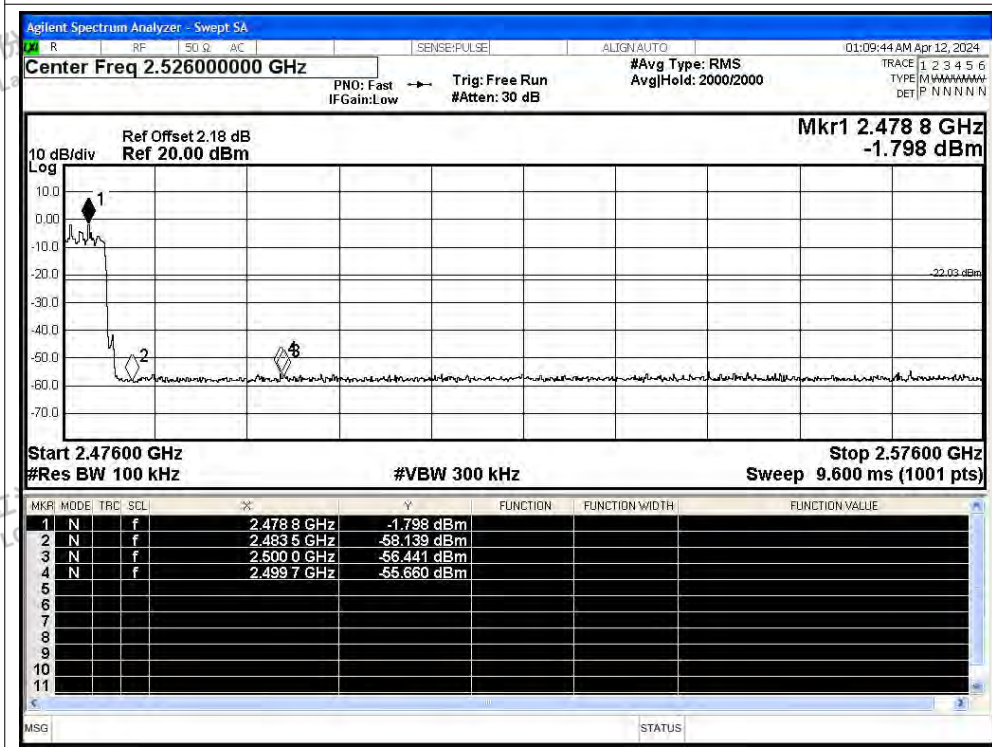 Agilent Spectrum Analyzer - Swept SA
LXI R RF 50 Ω AC SENSE:PULSE ALIGN AUTO 01:09:44 AM Apr 12, 2024
Center Freq 2.526000000 GHz
PNO: Fast
IFGain:Low
Trig: Free Run
#Atten: 30 dB
#Avg Type: RMS
Avg|Hold: 2000/2000
TRACE 1 2 3 4 5 6
TYPE MWWWWW
DET P N N N N N
Mkr1 2.478 8 GHz
-1.798 dBm
Ref Offset 2.18 dB
10 dB/div Ref 20.00 dBm
Log
10.0
0.00
-10.0
-20.0
-30.0
-40.0
-50.0
-60.0
-70.0
1
2
4
3
-22.03 dBm
Start 2.47600 GHz Stop 2.57600 GHz
#Res BW 100 kHz #VBW 300 kHz Sweep 9.600 ms (1001 pts)
MKR MODE TRC SCL X Y FUNCTION FUNCTION WIDTH FUNCTION VALUE
1 N f 2.478 8 GHz -1.798 dBm
2 N f 2.483 5 GHz -58.139 dBm
3 N f 2.500 0 GHz -56.441 dBm
4 N f 2.499 7 GHz -55.660 dBm
5
6
7
8
9
10
11
MSG STATUS